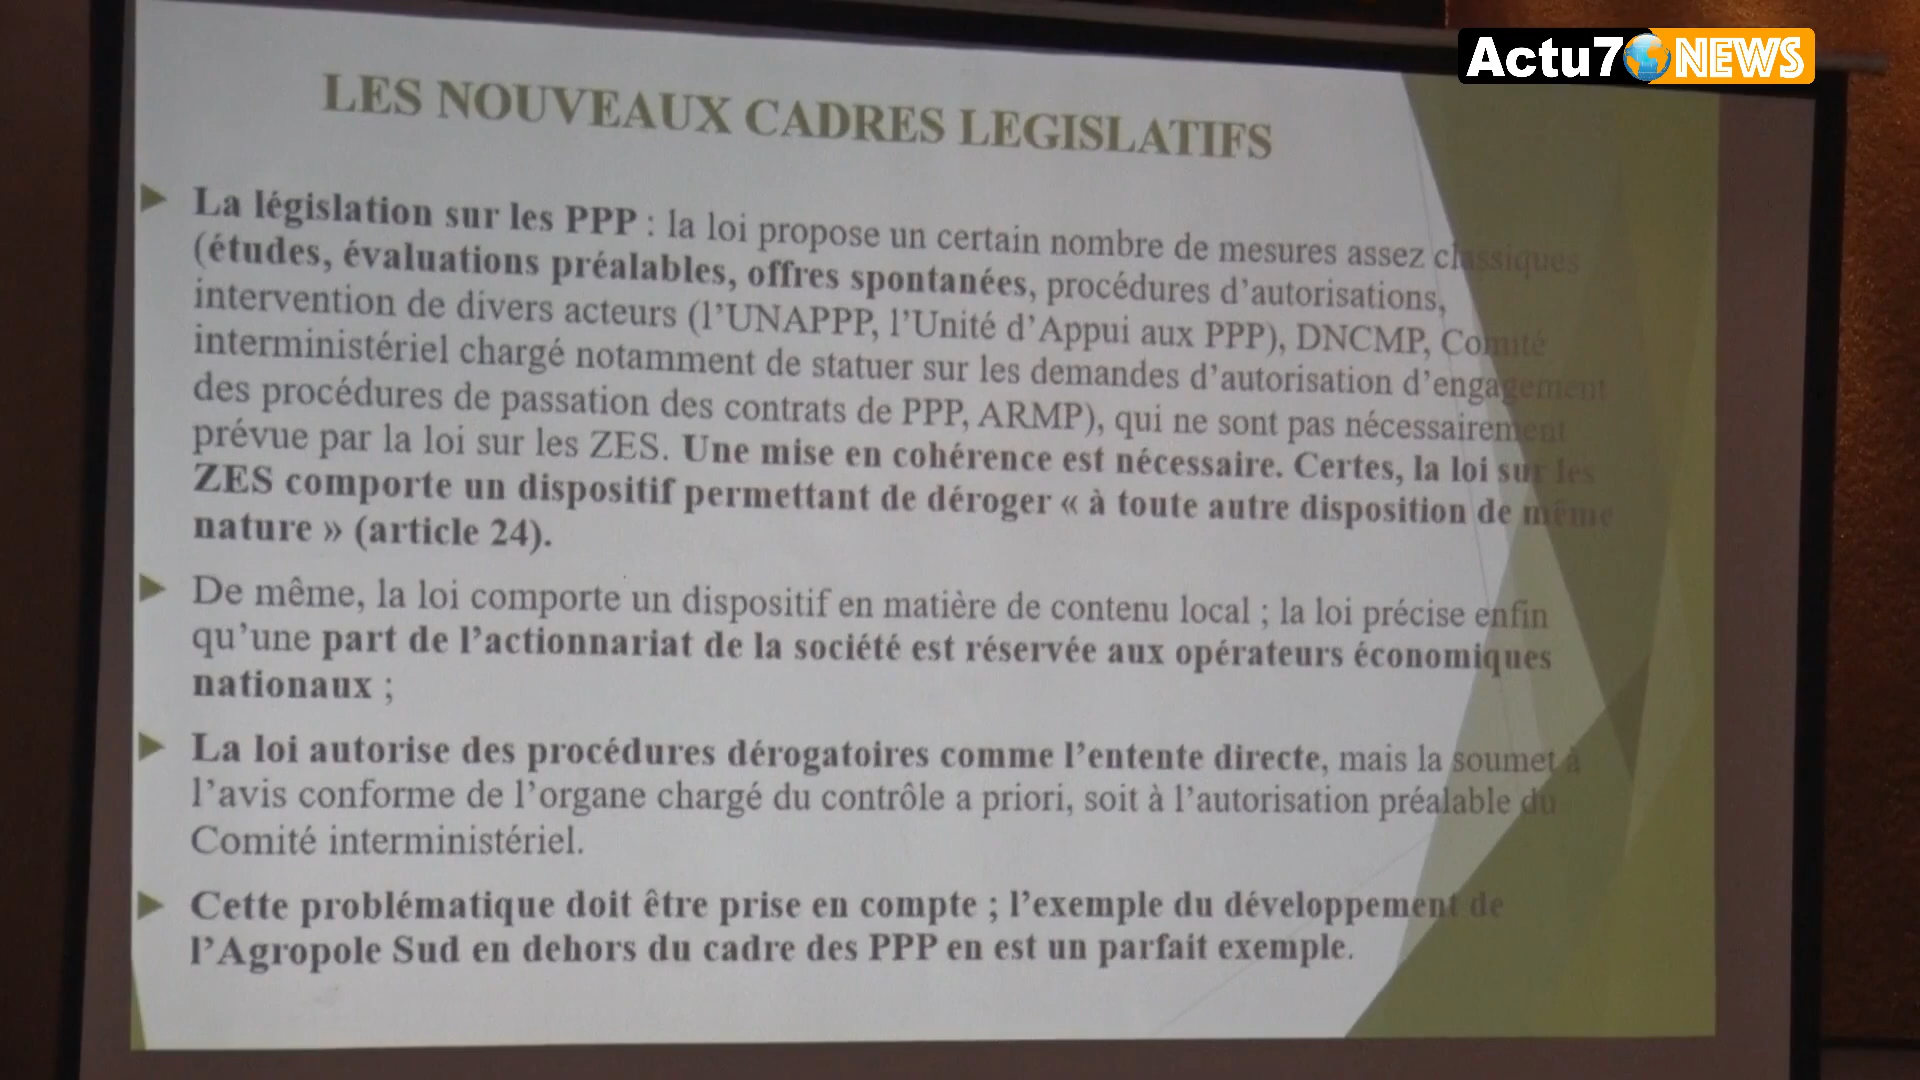 Actu7 NEWS
LES NOUVEAUX CADRES LEGISLATIFS
La législation sur les PPP : la loi propose un certain nombre de mesures assez classiques
(études, évaluations préalables, offres spontanées, procédures d'autorisations,
intervention de divers acteurs (l'UNAPPP, l'Unité d'Appui aux PPP), DNCMP, Comité
interministériel chargé notamment de statuer sur les demandes d'autorisation d'engagement
des procédures de passation des contrats de PPP, ARMP), qui ne sont pas nécessairement
prévue par la loi sur les ZES. Une mise en cohérence est nécessaire. Certes, la loi sur les
ZES comporte un dispositif permettant de déroger « à toute autre disposition de même
nature » (article 24).
De même, la loi comporte un dispositif en matière de contenu local ; la loi précise enfin
qu'une part de l'actionnariat de la société est réservée aux opérateurs économiques
nationaux ;
La loi autorise des procédures dérogatoires comme l'entente directe, mais la soumet à
l'avis conforme de l'organe chargé du contrôle a priori, soit à l'autorisation préalable du
Comité interministériel.
Cette problématique doit être prise en compte ; l'exemple du développement de
l'Agropole Sud en dehors du cadre des PPP en est un parfait exemple.